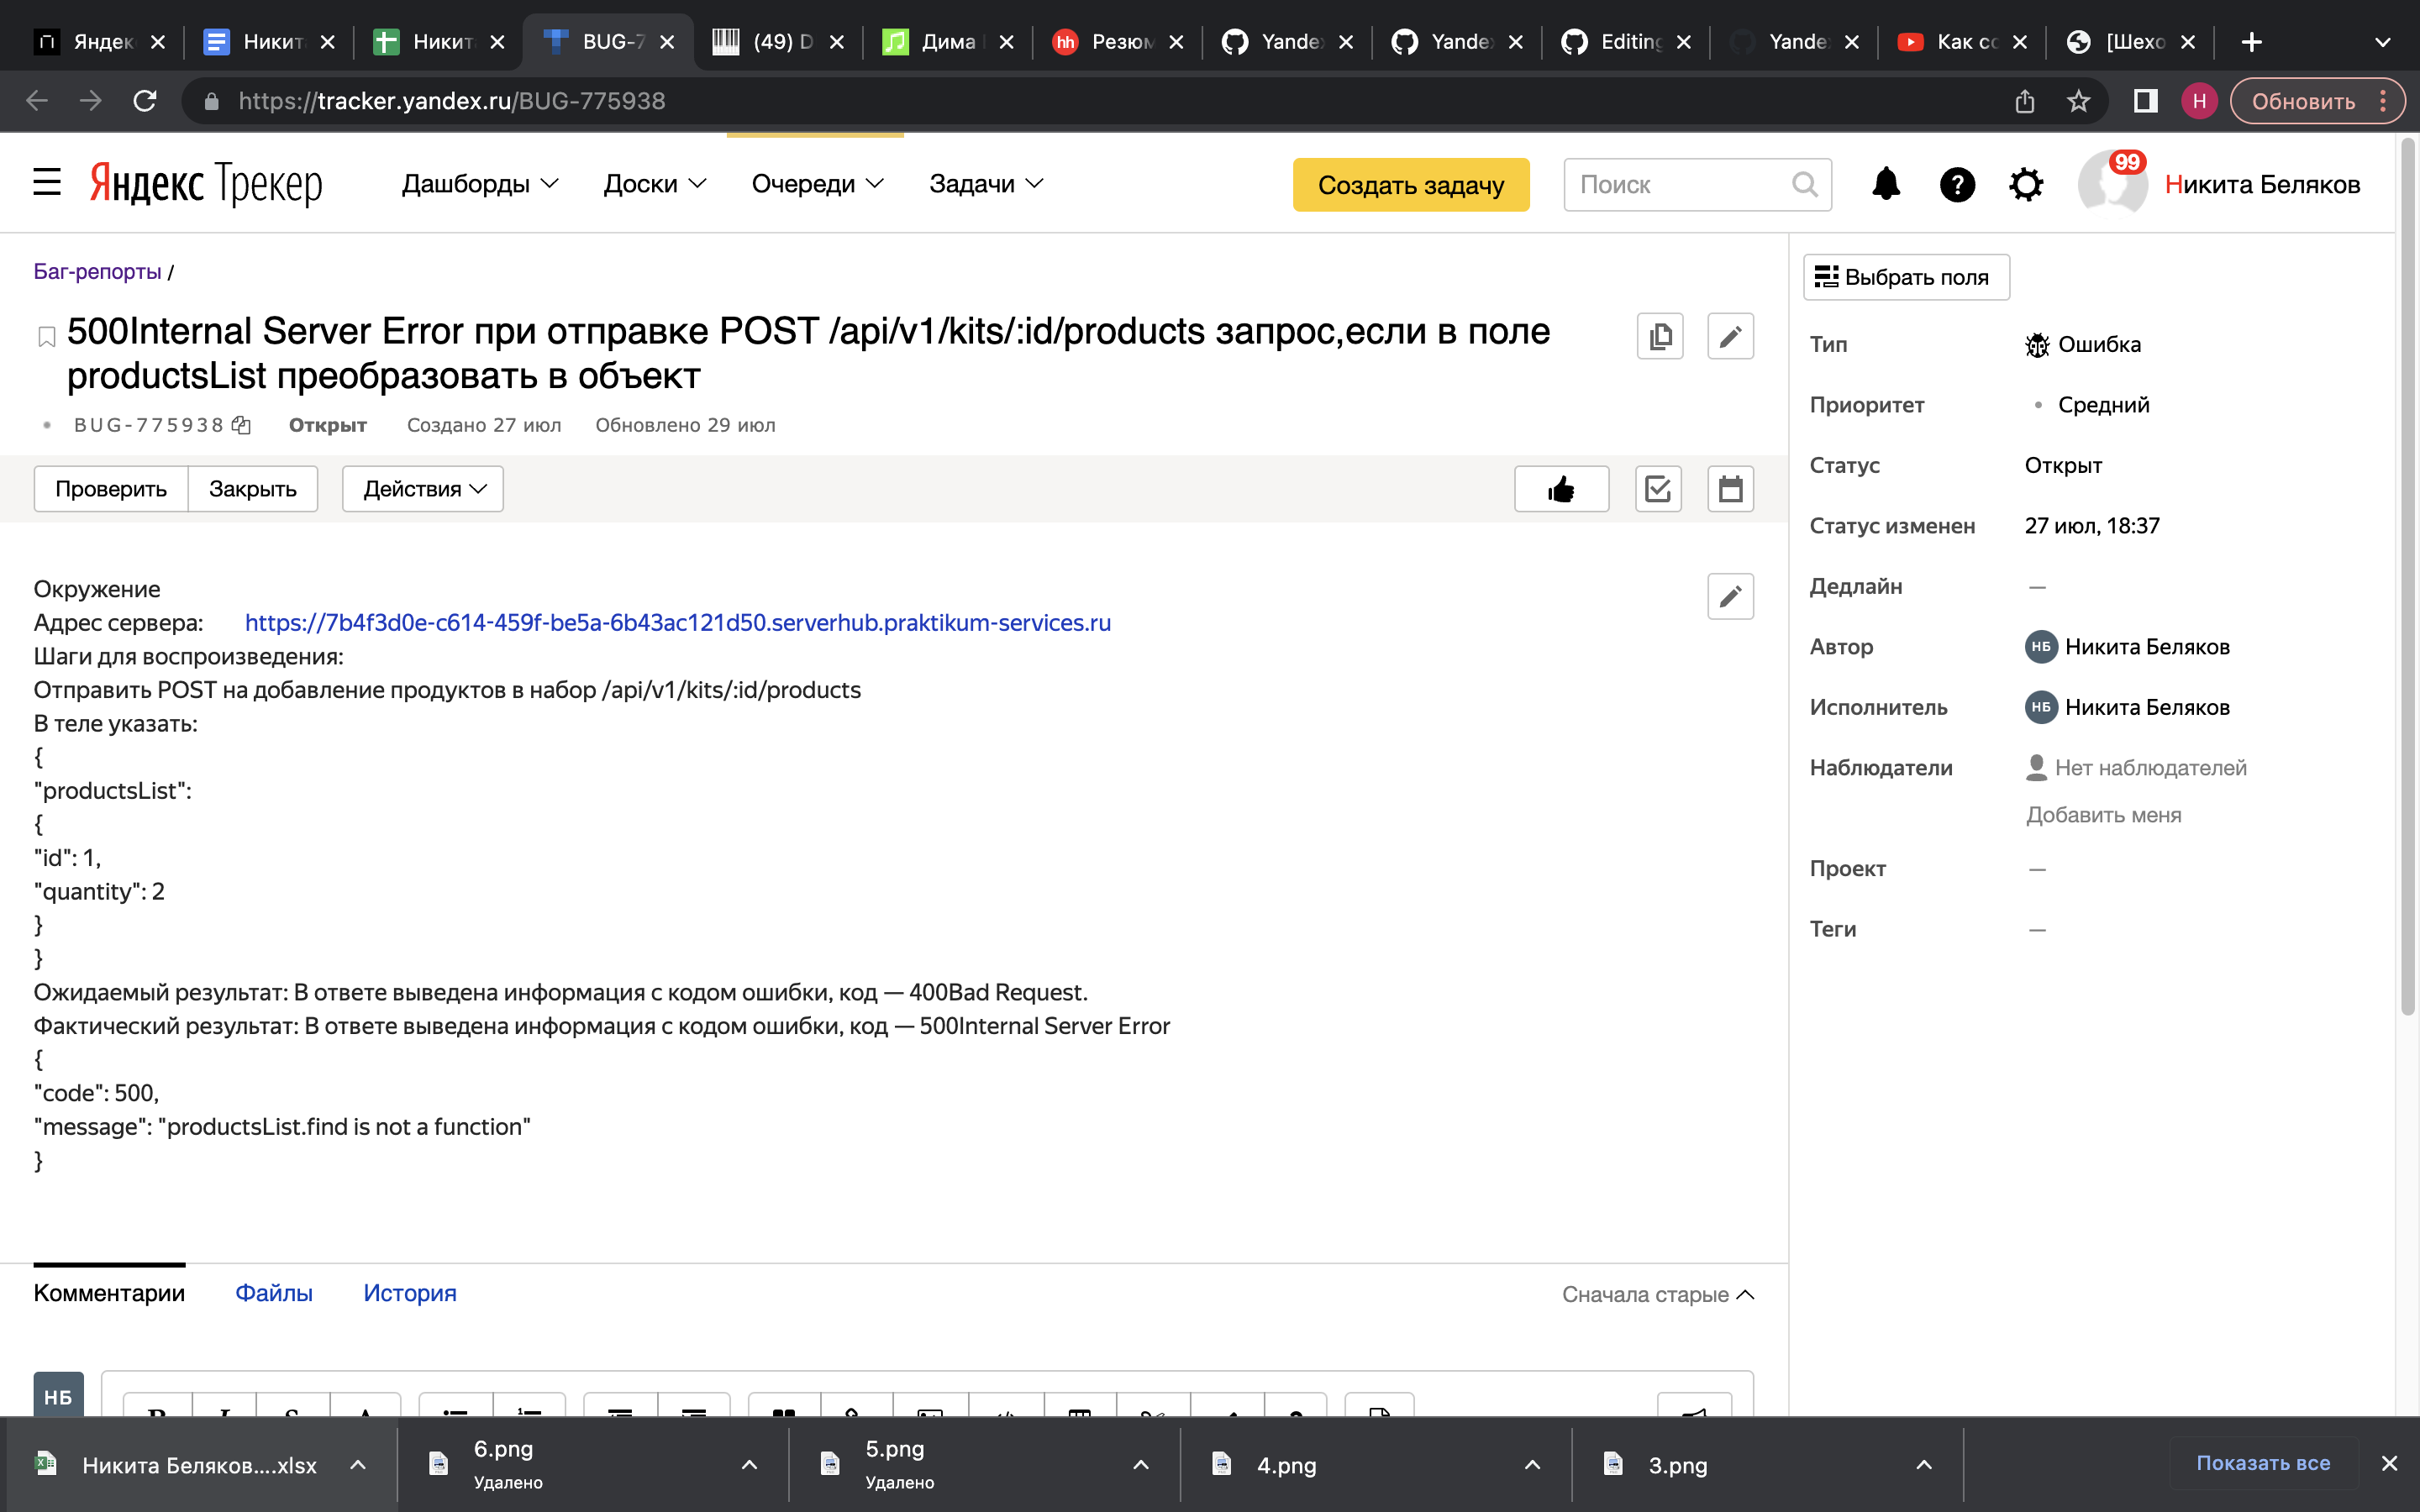 Яндек
Никит
Никит
BUG-7
(49) D
Дима
hh
Резюм
Yande
Yande
Editing
Yande
Как со
[Шехо
https://tracker.yandex.ru/BUG-775938
Н
Обновить
Яндекс Трекер
Дашборды
Доски
Очереди
Задачи
Создать задачу
Поиск
?
99
Никита Беляков
Баг-репорты /
500Internal Server Error при отправке POST /api/v1/kits/:id/products запрос,если в поле
productsList преобразовать в объект
BUG-775938
Открыт
Создано 27 июл
Обновлено 29 июл
Проверить
Закрыть
Действия
Окружение
Адрес сервера: https://7b4f3d0e-c614-459f-be5a-6b43ac121d50.serverhub.praktikum-services.ru
Шаги для воспроизведения:
Отправить POST на добавление продуктов в набор /api/v1/kits/:id/products
В теле указать:
{
"productsList":
{
"id": 1,
"quantity": 2
}
}
Ожидаемый результат: В ответе выведена информация с кодом ошибки, код — 400Bad Request.
Фактический результат: В ответе выведена информация с кодом ошибки, код — 500Internal Server Error
{
"code": 500,
"message": "productsList.find is not a function"
}
Выбрать поля
Тип Ошибка
Приоритет Средний
Статус Открыт
Статус изменен 27 июл, 18:37
Дедлайн —
Автор НБ Никита Беляков
Исполнитель НБ Никита Беляков
Наблюдатели Нет наблюдателей
Добавить меня
Проект —
Теги —
Комментарии
Файлы
История
Сначала старые
НБ
Никита Беляков....xlsx
6.png
Удалено
5.png
Удалено
4.png
3.png
Показать все